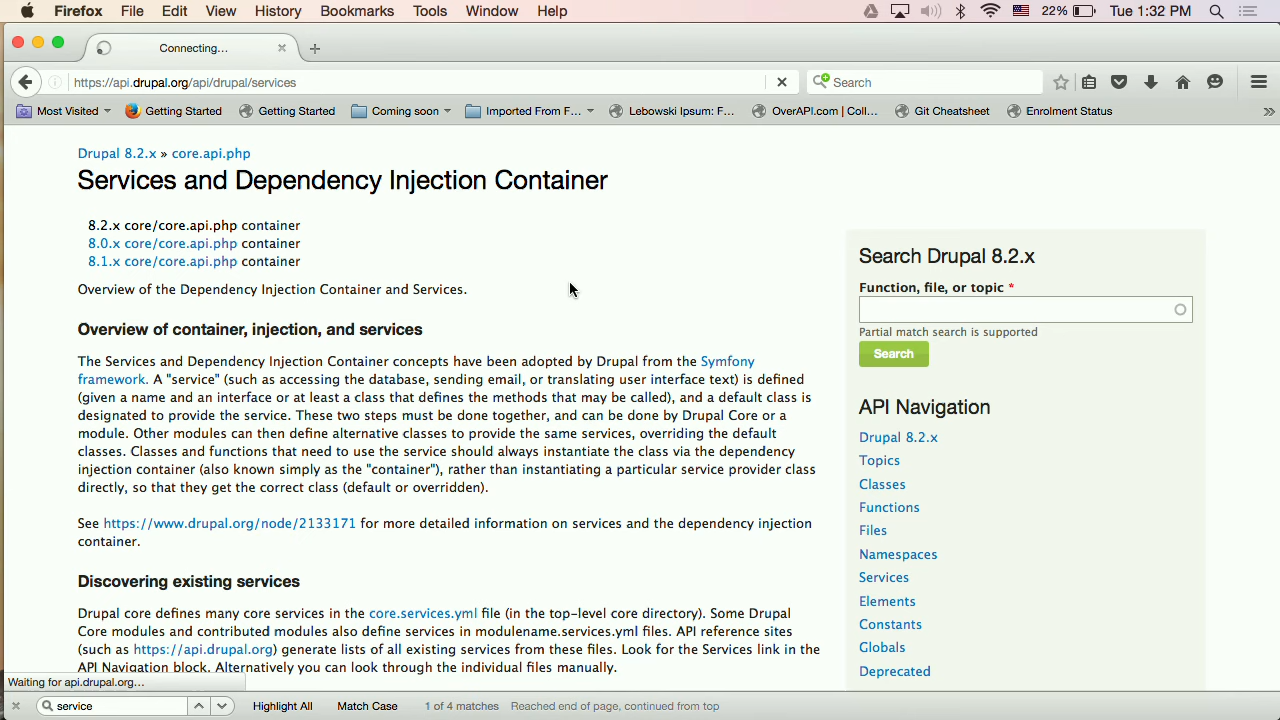 Firefox File Edit View History Bookmarks Tools Window Help 22% Tue 1:32 PM
Connecting...
https://api.drupal.org/api/drupal/services Search
Most Visited Getting Started Getting Started Coming soon Imported From F... Lebowski Ipsum: F... OverAPI.com | Coll... Git Cheatsheet Enrolment Status
Drupal 8.2.x » core.api.php
Services and Dependency Injection Container
8.2.x core/core.api.php container
8.0.x core/core.api.php container
8.1.x core/core.api.php container
Overview of the Dependency Injection Container and Services.
Overview of container, injection, and services
The Services and Dependency Injection Container concepts have been adopted by Drupal from the Symfony
framework. A "service" (such as accessing the database, sending email, or translating user interface text) is defined
(given a name and an interface or at least a class that defines the methods that may be called), and a default class is
designated to provide the service. These two steps must be done together, and can be done by Drupal Core or a
module. Other modules can then define alternative classes to provide the same services, overriding the default
classes. Classes and functions that need to use the service should always instantiate the class via the dependency
injection container (also known simply as the "container"), rather than instantiating a particular service provider class
directly, so that they get the correct class (default or overridden).
See https://www.drupal.org/node/2133171 for more detailed information on services and the dependency injection
container.
Discovering existing services
Drupal core defines many core services in the core.services.yml file (in the top-level core directory). Some Drupal
Core modules and contributed modules also define services in modulename.services.yml files. API reference sites
(such as https://api.drupal.org) generate lists of all existing services from these files. Look for the Services link in the
API Navigation block. Alternatively you can look through the individual files manually.
Search Drupal 8.2.x
Function, file, or topic *
Partial match search is supported
Search
API Navigation
Drupal 8.2.x
Topics
Classes
Functions
Files
Namespaces
Services
Elements
Constants
Globals
Deprecated
Waiting for api.drupal.org...
service Highlight All Match Case 1 of 4 matches Reached end of page, continued from top